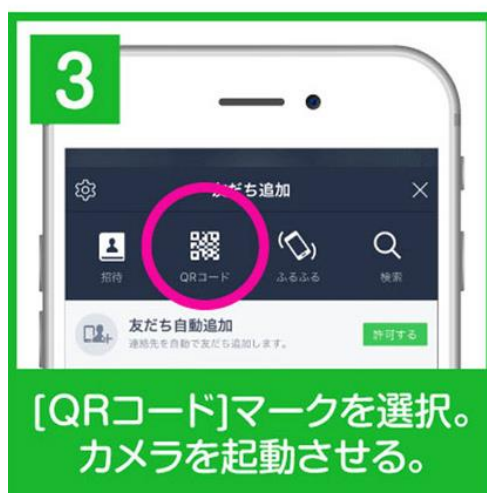 3
友だち追加
招待
QRコード
ふるふる
検索
友だち自動追加
連絡先を自動で友だち追加します。
許可する
[QRコード]マークを選択。
カメラを起動させる。